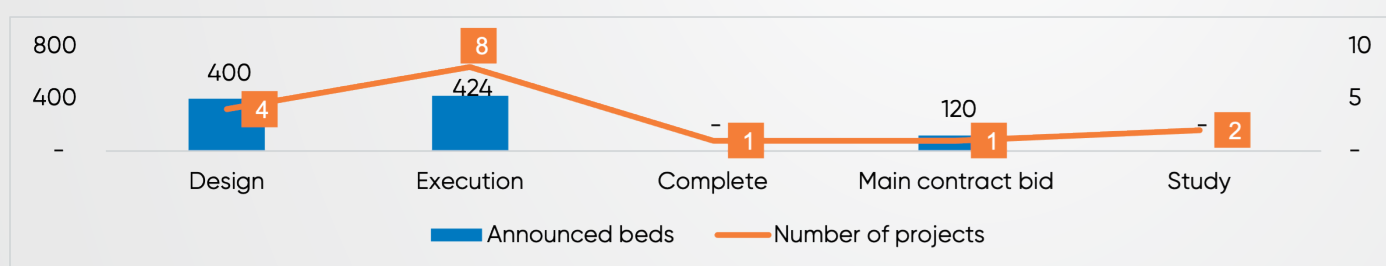 800
400
-
10
5
-
400
4
8
424
-
1
120
1
-
2
Design
Execution
Complete
Main contract bid
Study
Announced beds
Number of projects